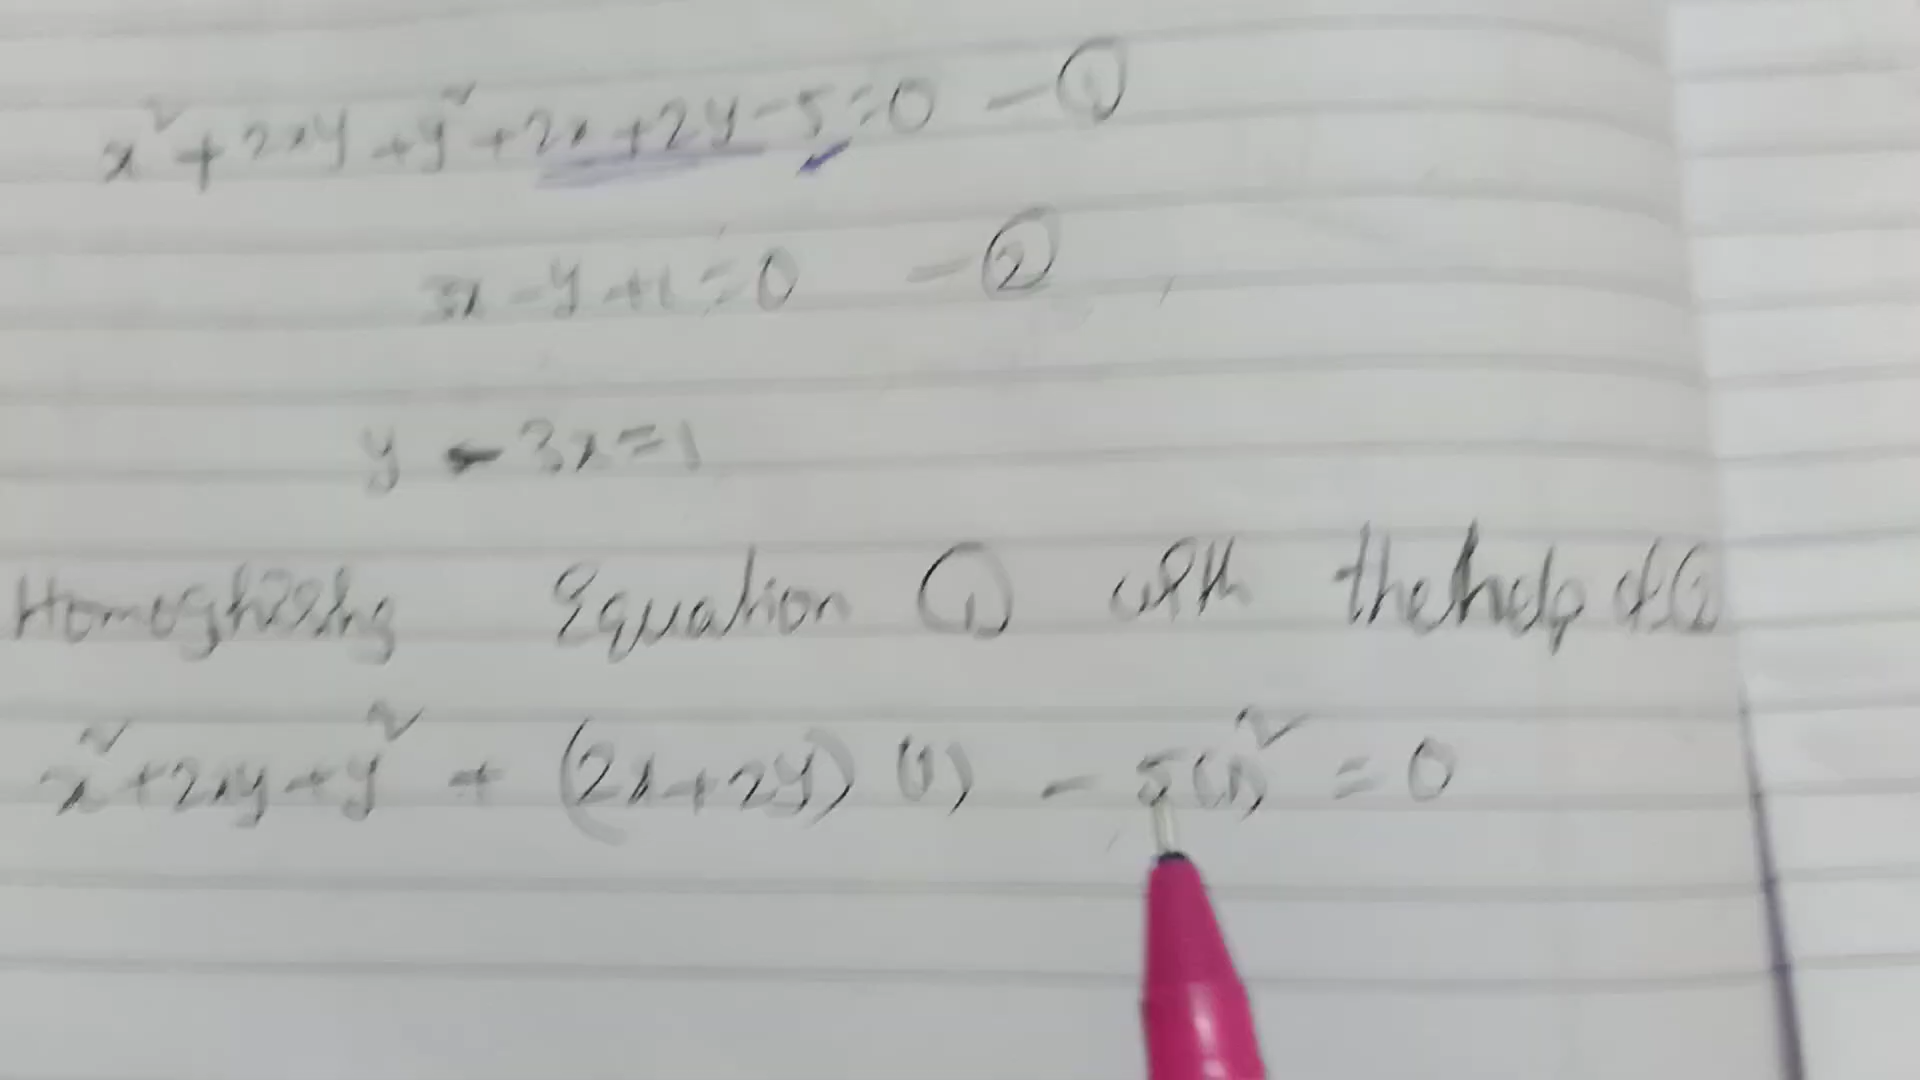 x² + 2xy + y² + 2x + 2y - 5 = 0 - ①
3x - y + 1 = 0 - ②
y - 3x = 1
Equation ① with the help of ②
x² + 2xy + y² + (2x + 2y) (1) - 5(1)² = 0